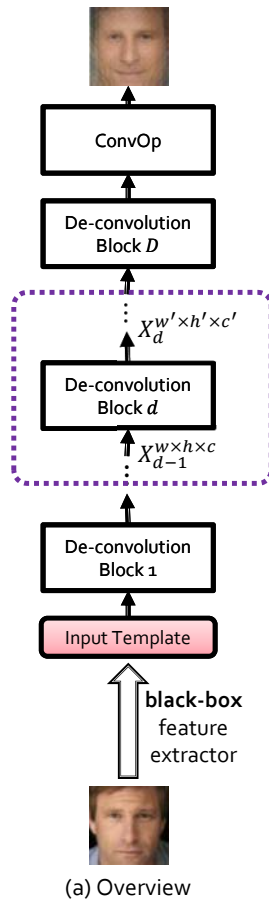 ConvOp
De-convolution
Block D
⋮
X_d^{w'×h'×c'}
De-convolution
Block d
X_{d-1}^{w×h×c}
⋮
De-convolution
Block 1
Input Template
black-box
feature
extractor
(a) Overview